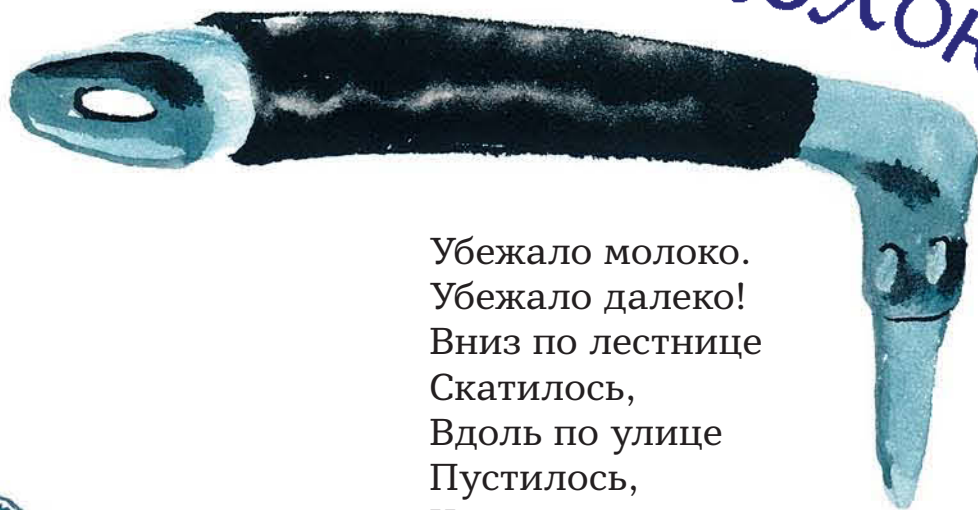 Убежало молоко.
Убежало далеко!
Вниз по лестнице
Скатилось,
Вдоль по улице
Пустилось,